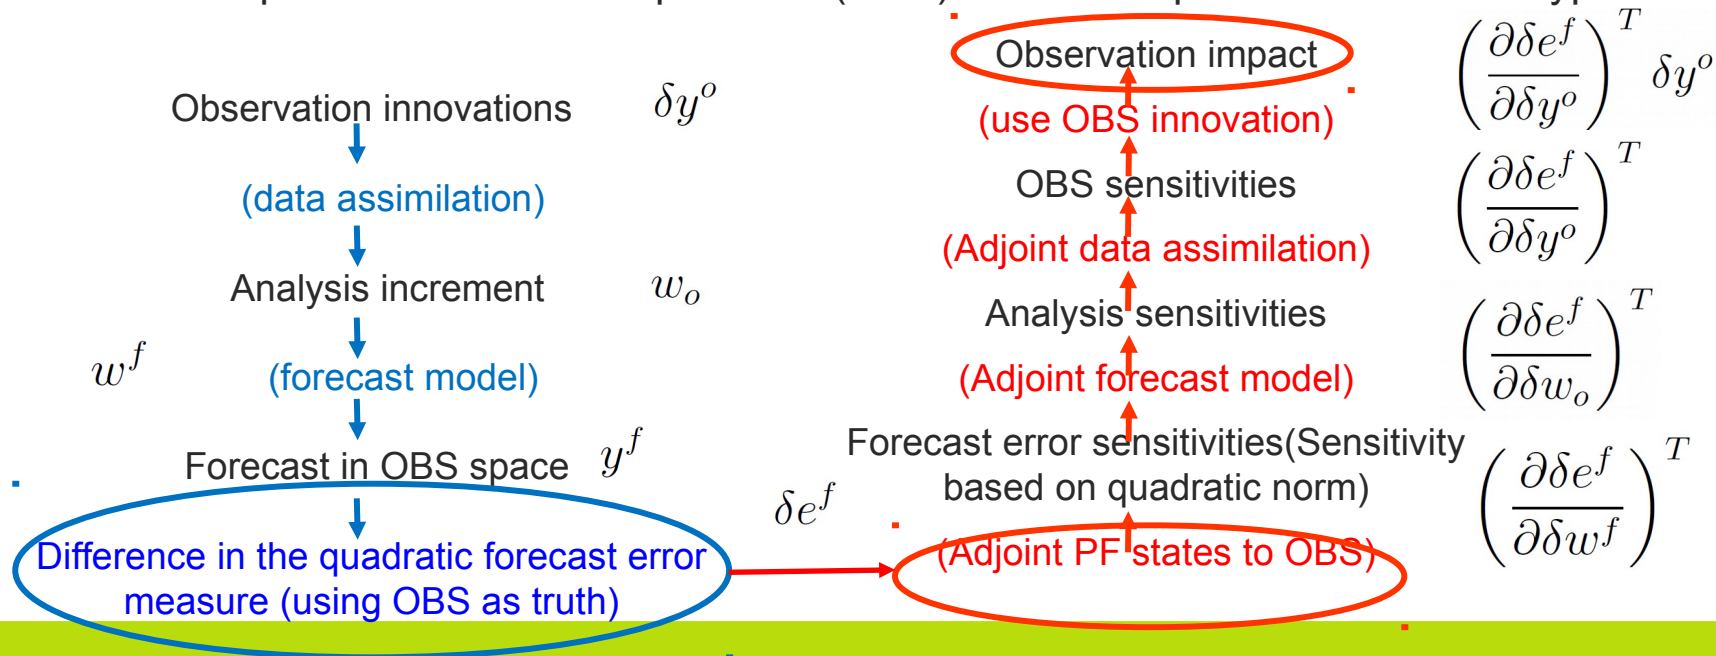 Observation innovations δy^o
(data assimilation)
Analysis increment w_o
w^f
(forecast model)
Forecast in OBS space y^f
δe^f
Difference in the quadratic forecast error
measure (using OBS as truth)
Observation impact (∂δe^f/∂δy^o)^T δy^o
(use OBS innovation)
OBS sensitivities (∂δe^f/∂δy^o)^T
(Adjoint data assimilation)
Analysis sensitivities (∂δe^f/∂δw_o)^T
(Adjoint forecast model)
Forecast error sensitivities(Sensitivity
based on quadratic norm) (∂δe^f/∂δw^f)^T
(Adjoint PF states to OBS)